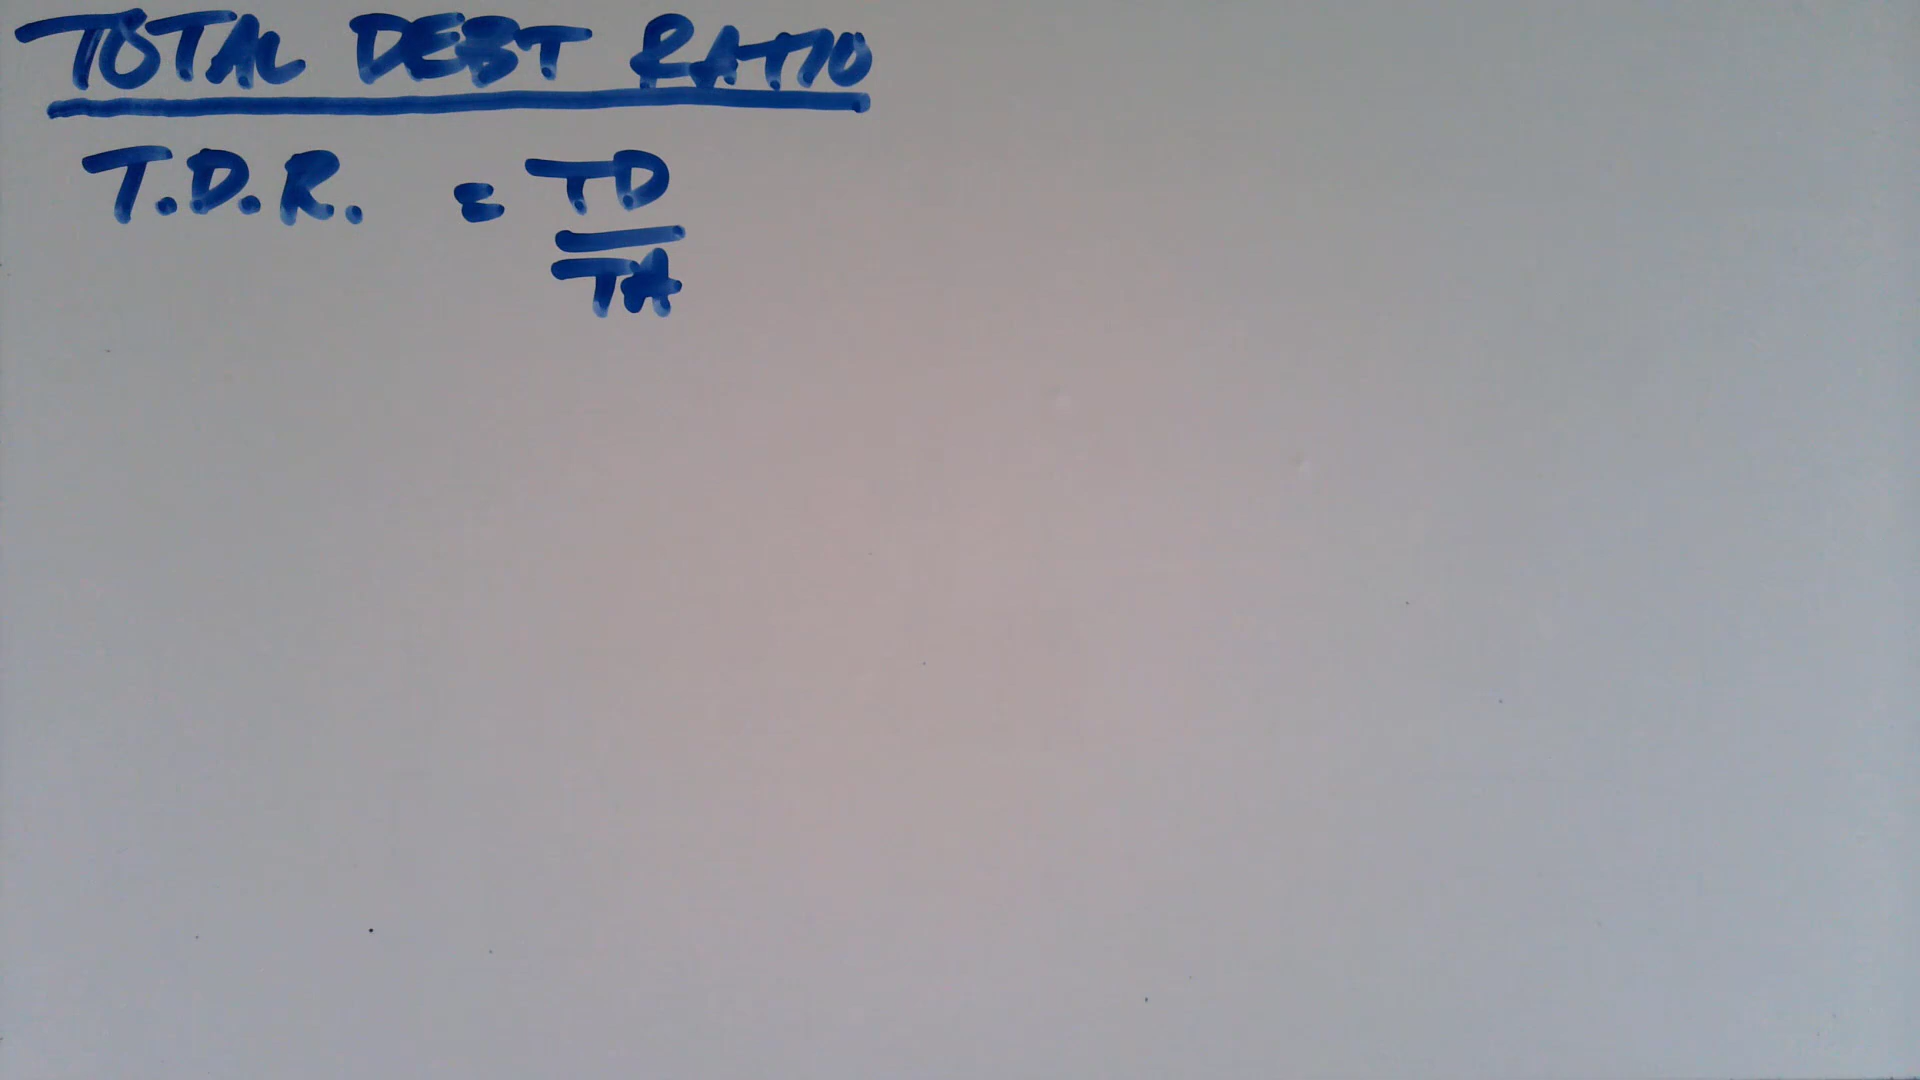 TOTAL DEBT RATIO
T.D.R. = TD
TA